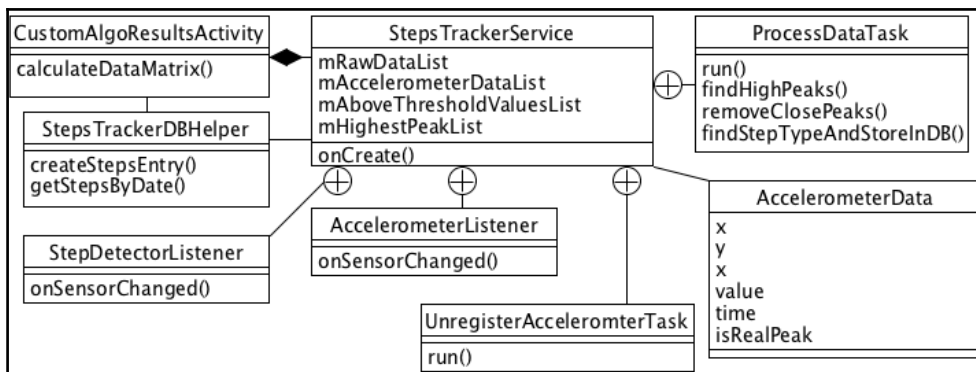 CustomAlgoResultsActivity
calculateDataMatrix()
StepsTrackerService
mRawDataList
mAccelerometerDataList
mAboveThresholdValuesList
mHighestPeakList
onCreate()
ProcessDataTask
run()
findHighPeaks()
removeClosePeaks()
findStepTypeAndStoreInDB()
StepsTrackerDBHelper
createStepsEntry()
getStepsByDate()
StepDetectorListener
onSensorChanged()
AccelerometerListener
onSensorChanged()
UnregisterAcceleromterTask
run()
AccelerometerData
x
y
x
value
time
isRealPeak